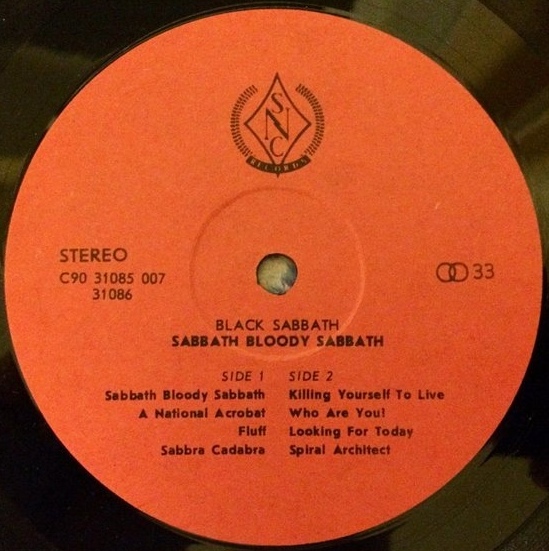 S
N
C
RECORDS
STEREO
C90 31085 007
31086
33
BLACK SABBATH
SABBATH BLOODY SABBATH
SIDE 1 SIDE 2
Sabbath Bloody Sabbath Killing Yourself To Live
A National Acrobat Who Are You!
Fluff Looking For Today
Sabbra Cadabra Spiral Architect